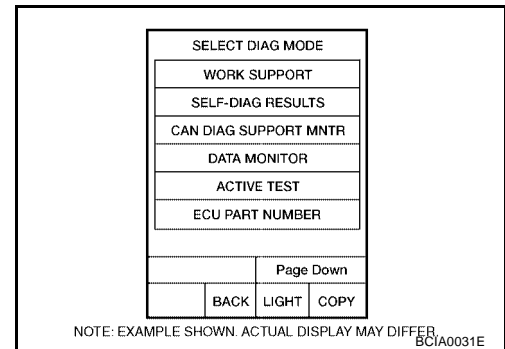 SELECT DIAG MODE
WORK SUPPORT
SELF-DIAG RESULTS
CAN DIAG SUPPORT MNTR
DATA MONITOR
ACTIVE TEST
ECU PART NUMBER
Page Down
BACK LIGHT COPY
NOTE: EXAMPLE SHOWN. ACTUAL DISPLAY MAY DIFFER.
BCIA0031E